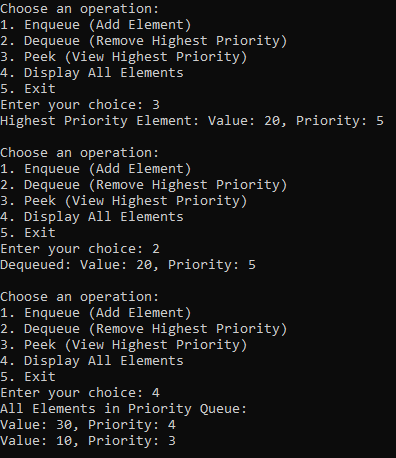 Choose an operation:
1. Enqueue (Add Element)
2. Dequeue (Remove Highest Priority)
3. Peek (View Highest Priority)
4. Display All Elements
5. Exit
Enter your choice: 3
Highest Priority Element: Value: 20, Priority: 5

Choose an operation:
1. Enqueue (Add Element)
2. Dequeue (Remove Highest Priority)
3. Peek (View Highest Priority)
4. Display All Elements
5. Exit
Enter your choice: 2
Dequeued: Value: 20, Priority: 5

Choose an operation:
1. Enqueue (Add Element)
2. Dequeue (Remove Highest Priority)
3. Peek (View Highest Priority)
4. Display All Elements
5. Exit
Enter your choice: 4
All Elements in Priority Queue:
Value: 30, Priority: 4
Value: 10, Priority: 3